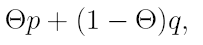 Θp + (1 − Θ)q,